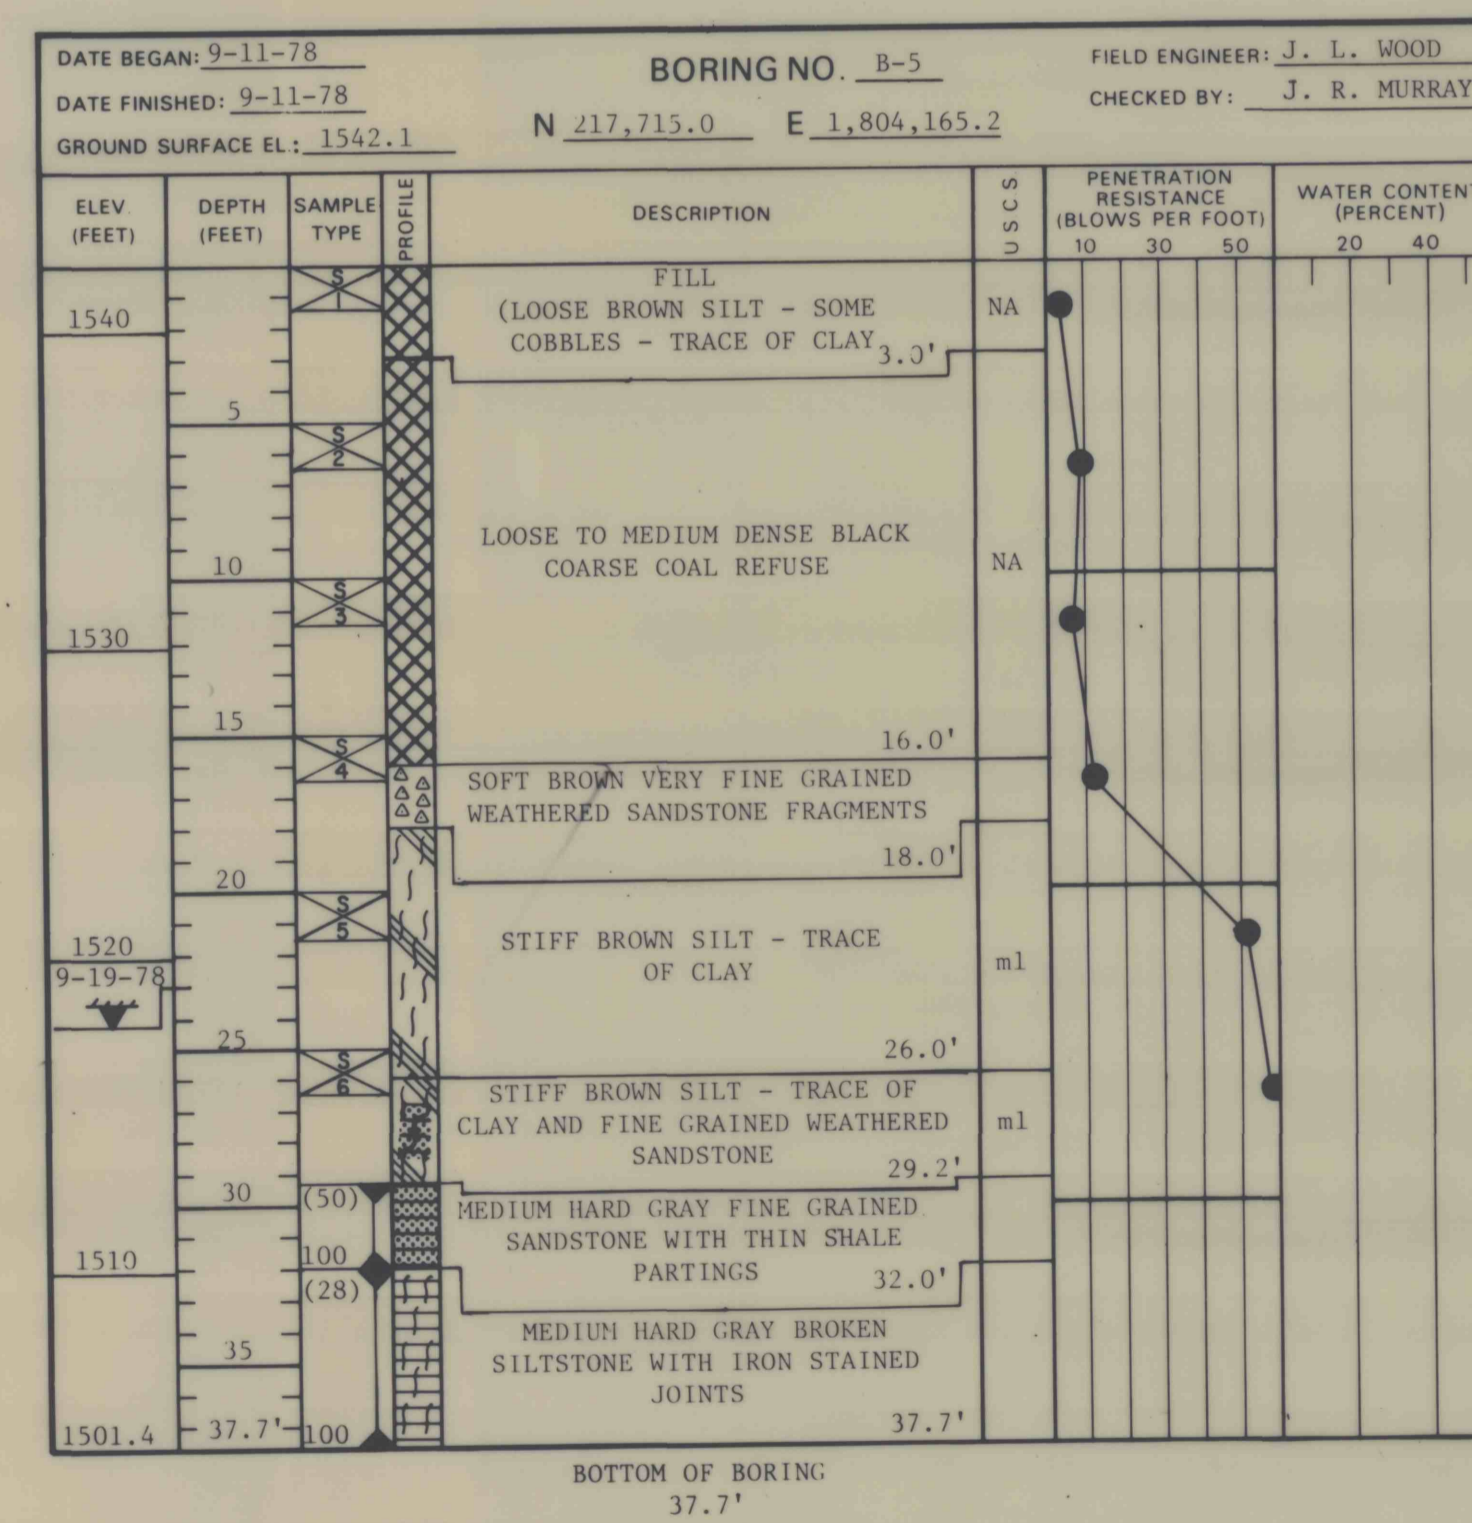 DATE BEGAN: 9-11-78
DATE FINISHED: 9-11-78
GROUND SURFACE EL.: 1542.1
BORING NO. B-5
N 217,715.0 E 1,804,165.2
FIELD ENGINEER: J. L. WOOD
CHECKED BY: J. R. MURRAY
ELEV. (FEET)
DEPTH (FEET)
SAMPLE TYPE
PROFILE
DESCRIPTION
USCS
PENETRATION
RESISTANCE
(BLOWS PER FOOT)
10 30 50
WATER CONTENT
(PERCENT)
20 40
S 1
FILL
(LOOSE BROWN SILT - SOME
COBBLES - TRACE OF CLAY
3.0'
NA
1540
5
S 2
LOOSE TO MEDIUM DENSE BLACK
COARSE COAL REFUSE
NA
10
S 3
1530
15
16.0'
S 4
SOFT BROWN VERY FINE GRAINED
WEATHERED SANDSTONE FRAGMENTS
18.0'
20
S 5
1520
9-19-78
STIFF BROWN SILT - TRACE
OF CLAY
ml
25
26.0'
S 6
STIFF BROWN SILT - TRACE OF
CLAY AND FINE GRAINED WEATHERED
SANDSTONE
29.2'
ml
30
(50)
MEDIUM HARD GRAY FINE GRAINED
SANDSTONE WITH THIN SHALE
PARTINGS
32.0'
1510
100
(28)
MEDIUM HARD GRAY BROKEN
SILTSTONE WITH IRON STAINED
JOINTS
35
37.7'
1501.4
37.7'
100
BOTTOM OF BORING
37.7'